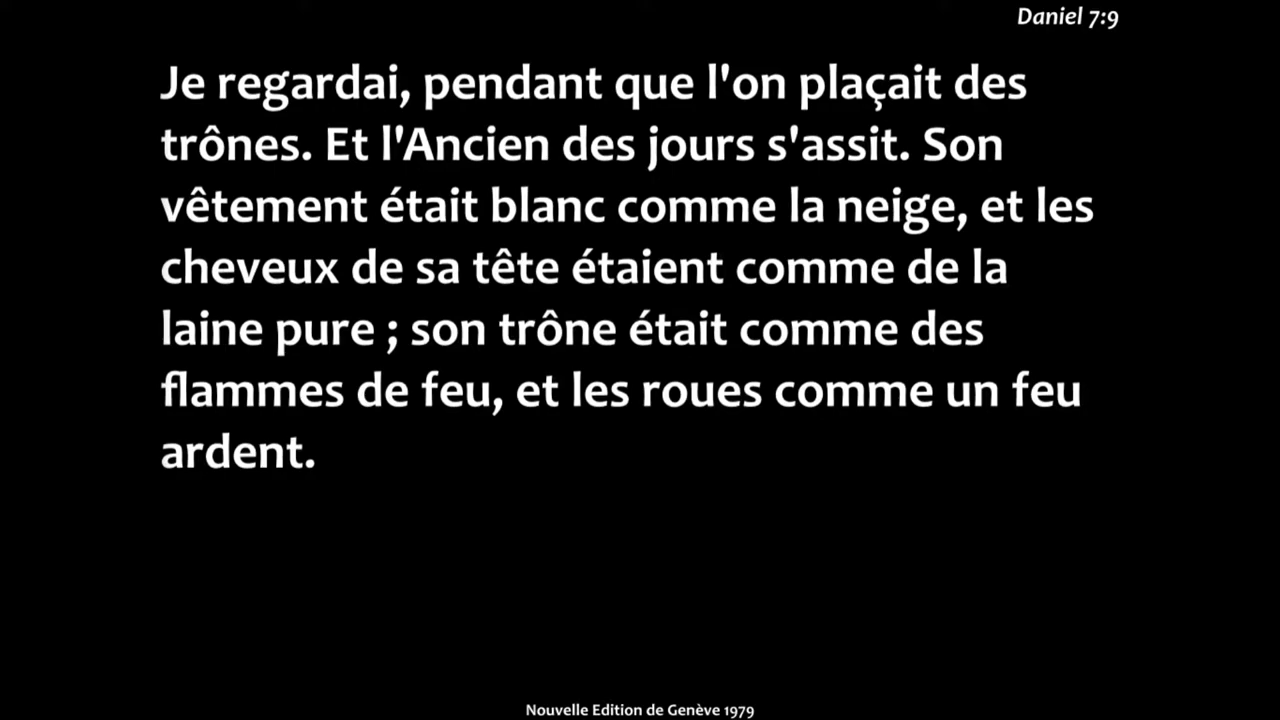 Daniel 7:9
Je regardai, pendant que l'on plaçait des
trônes. Et l'Ancien des jours s'assit. Son
vêtement était blanc comme la neige, et les
cheveux de sa tête étaient comme de la
laine pure ; son trône était comme des
flammes de feu, et les roues comme un feu
ardent.
Nouvelle Edition de Genève 1979